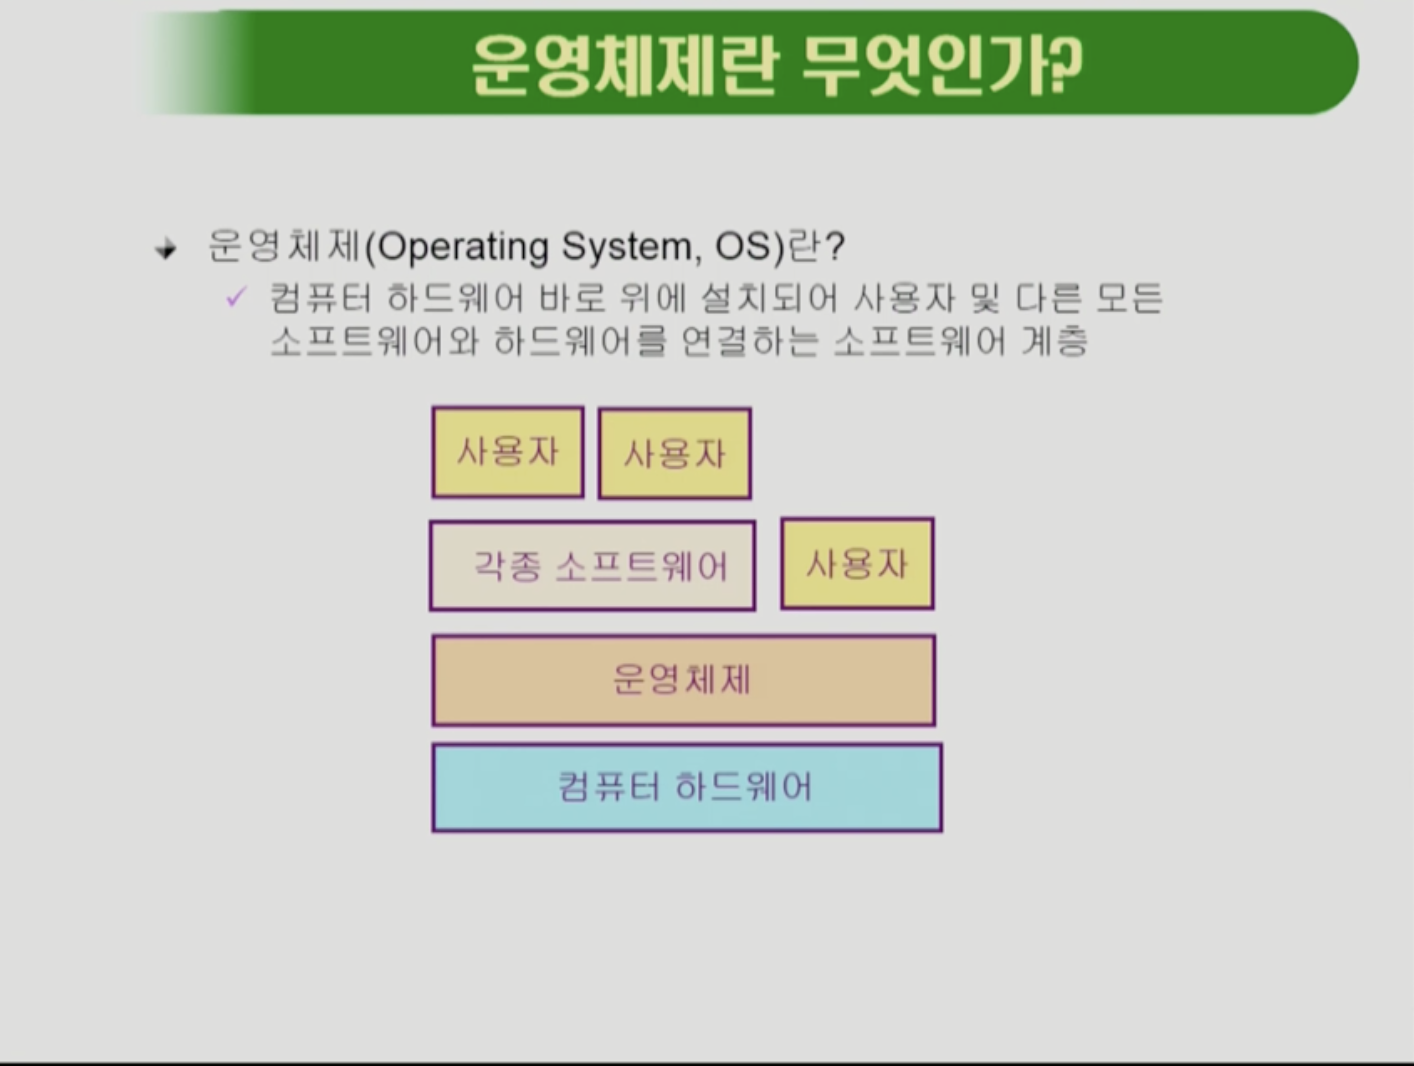 운영체제란 무엇인가?
운영체제(Operating System, OS)란?
컴퓨터 하드웨어 바로 위에 설치되어 사용자 및 다른 모든
소프트웨어와 하드웨어를 연결하는 소프트웨어 계층
사용자 사용자
각종 소프트웨어 사용자
운영체제
컴퓨터 하드웨어